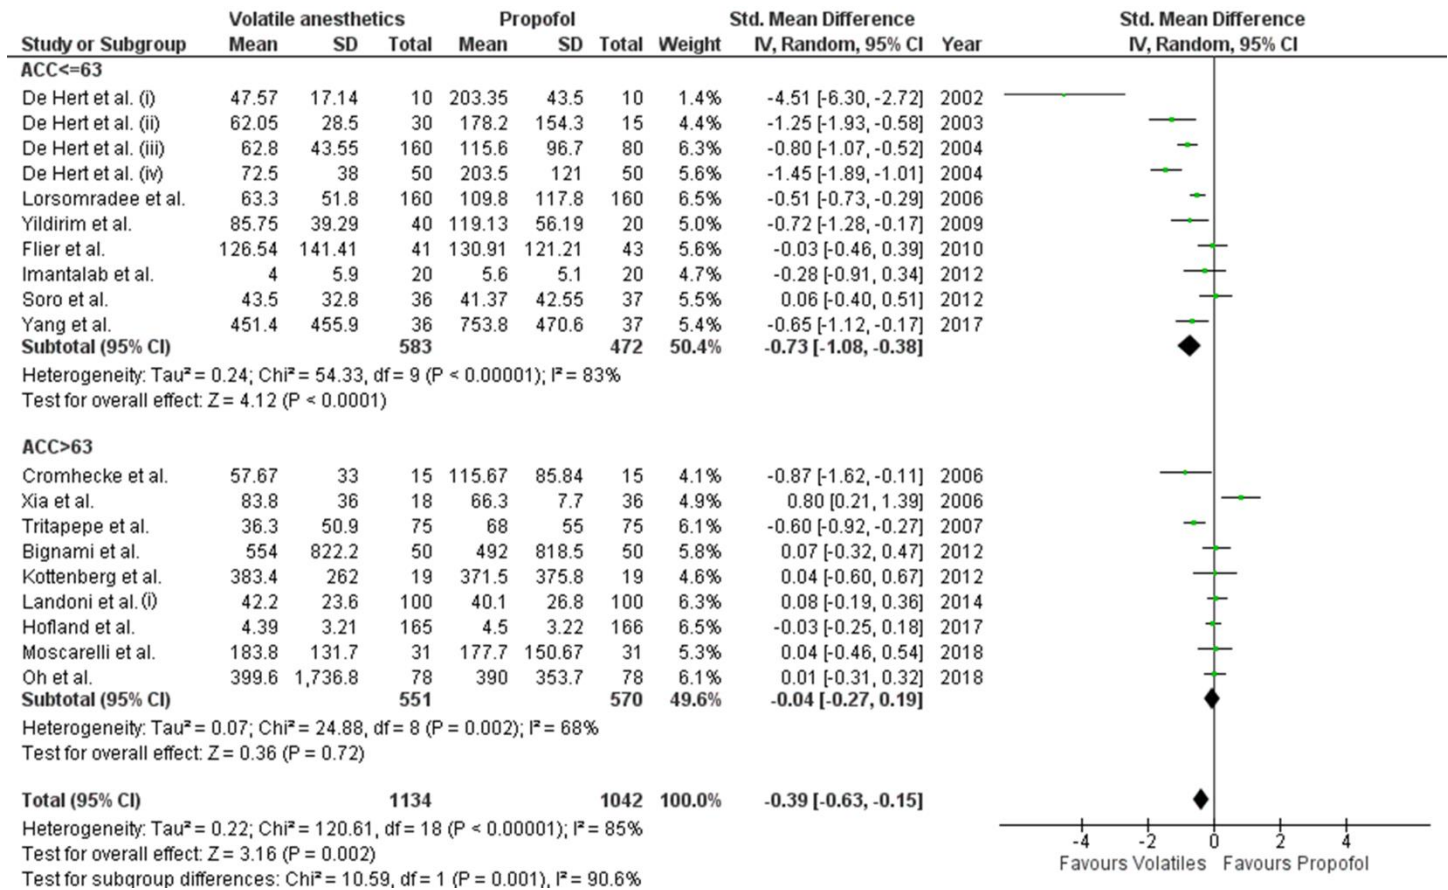 Volatile anesthetics Propofol Std. Mean Difference Std. Mean Difference
Study or Subgroup Mean SD Total Mean SD Total Weight IV, Random, 95% CI Year IV, Random, 95% CI
ACC<=63
De Hert et al. (i) 47.57 17.14 10 203.35 43.5 10 1.4% -4.51 [-6.30, -2.72] 2002
De Hert et al. (ii) 62.05 28.5 30 178.2 154.3 15 4.4% -1.25 [-1.93, -0.58] 2003
De Hert et al. (iii) 62.8 43.55 160 115.6 96.7 80 6.3% -0.80 [-1.07, -0.52] 2004
De Hert et al. (iv) 72.5 38 50 203.5 121 50 5.6% -1.45 [-1.89, -1.01] 2004
Lorsomradee et al. 63.3 51.8 160 109.8 117.8 160 6.5% -0.51 [-0.73, -0.29] 2006
Yildirim et al. 85.75 39.29 40 119.13 56.19 20 5.0% -0.72 [-1.28, -0.17] 2009
Flier et al. 126.54 141.41 41 130.91 121.21 43 5.6% -0.03 [-0.46, 0.39] 2010
Imantalab et al. 4 5.9 20 5.6 5.1 20 4.7% -0.28 [-0.91, 0.34] 2012
Soro et al. 43.5 32.8 36 41.37 42.55 37 5.5% 0.06 [-0.40, 0.51] 2012
Yang et al. 451.4 455.9 36 753.8 470.6 37 5.4% -0.65 [-1.12, -0.17] 2017
Subtotal (95% CI) 583 472 50.4% -0.73 [-1.08, -0.38]
Heterogeneity: Tau² = 0.24; Chi² = 54.33, df = 9 (P < 0.00001); I² = 83%
Test for overall effect: Z = 4.12 (P < 0.0001)
ACC>63
Cromhecke et al. 57.67 33 15 115.67 85.84 15 4.1% -0.87 [-1.62, -0.11] 2006
Xia et al. 83.8 36 18 66.3 7.7 36 4.9% 0.80 [0.21, 1.39] 2006
Tritapepe et al. 36.3 50.9 75 68 55 75 6.1% -0.60 [-0.92, -0.27] 2007
Bignami et al. 554 822.2 50 492 818.5 50 5.8% 0.07 [-0.32, 0.47] 2012
Kottenberg et al. 383.4 262 19 371.5 375.8 19 4.6% 0.04 [-0.60, 0.67] 2012
Landoni et al. (i) 42.2 23.6 100 40.1 26.8 100 6.3% 0.08 [-0.19, 0.36] 2014
Hofland et al. 4.39 3.21 165 4.5 3.22 166 6.5% -0.03 [-0.25, 0.18] 2017
Moscarelli et al. 183.8 131.7 31 177.7 150.67 31 5.3% 0.04 [-0.46, 0.54] 2018
Oh et al. 399.6 1,736.8 78 390 353.7 78 6.1% 0.01 [-0.31, 0.32] 2018
Subtotal (95% CI) 551 570 49.6% -0.04 [-0.27, 0.19]
Heterogeneity: Tau² = 0.07; Chi² = 24.88, df = 8 (P = 0.002); I² = 68%
Test for overall effect: Z = 0.36 (P = 0.72)
Total (95% CI) 1134 1042 100.0% -0.39 [-0.63, -0.15]
Heterogeneity: Tau² = 0.22; Chi² = 120.61, df = 18 (P < 0.00001); I² = 85%
Test for overall effect: Z = 3.16 (P = 0.002)
Test for subgroup differences: Chi² = 10.59, df = 1 (P = 0.001), I² = 90.6%
-4 -2 0 2 4
Favours Volatiles Favours Propofol